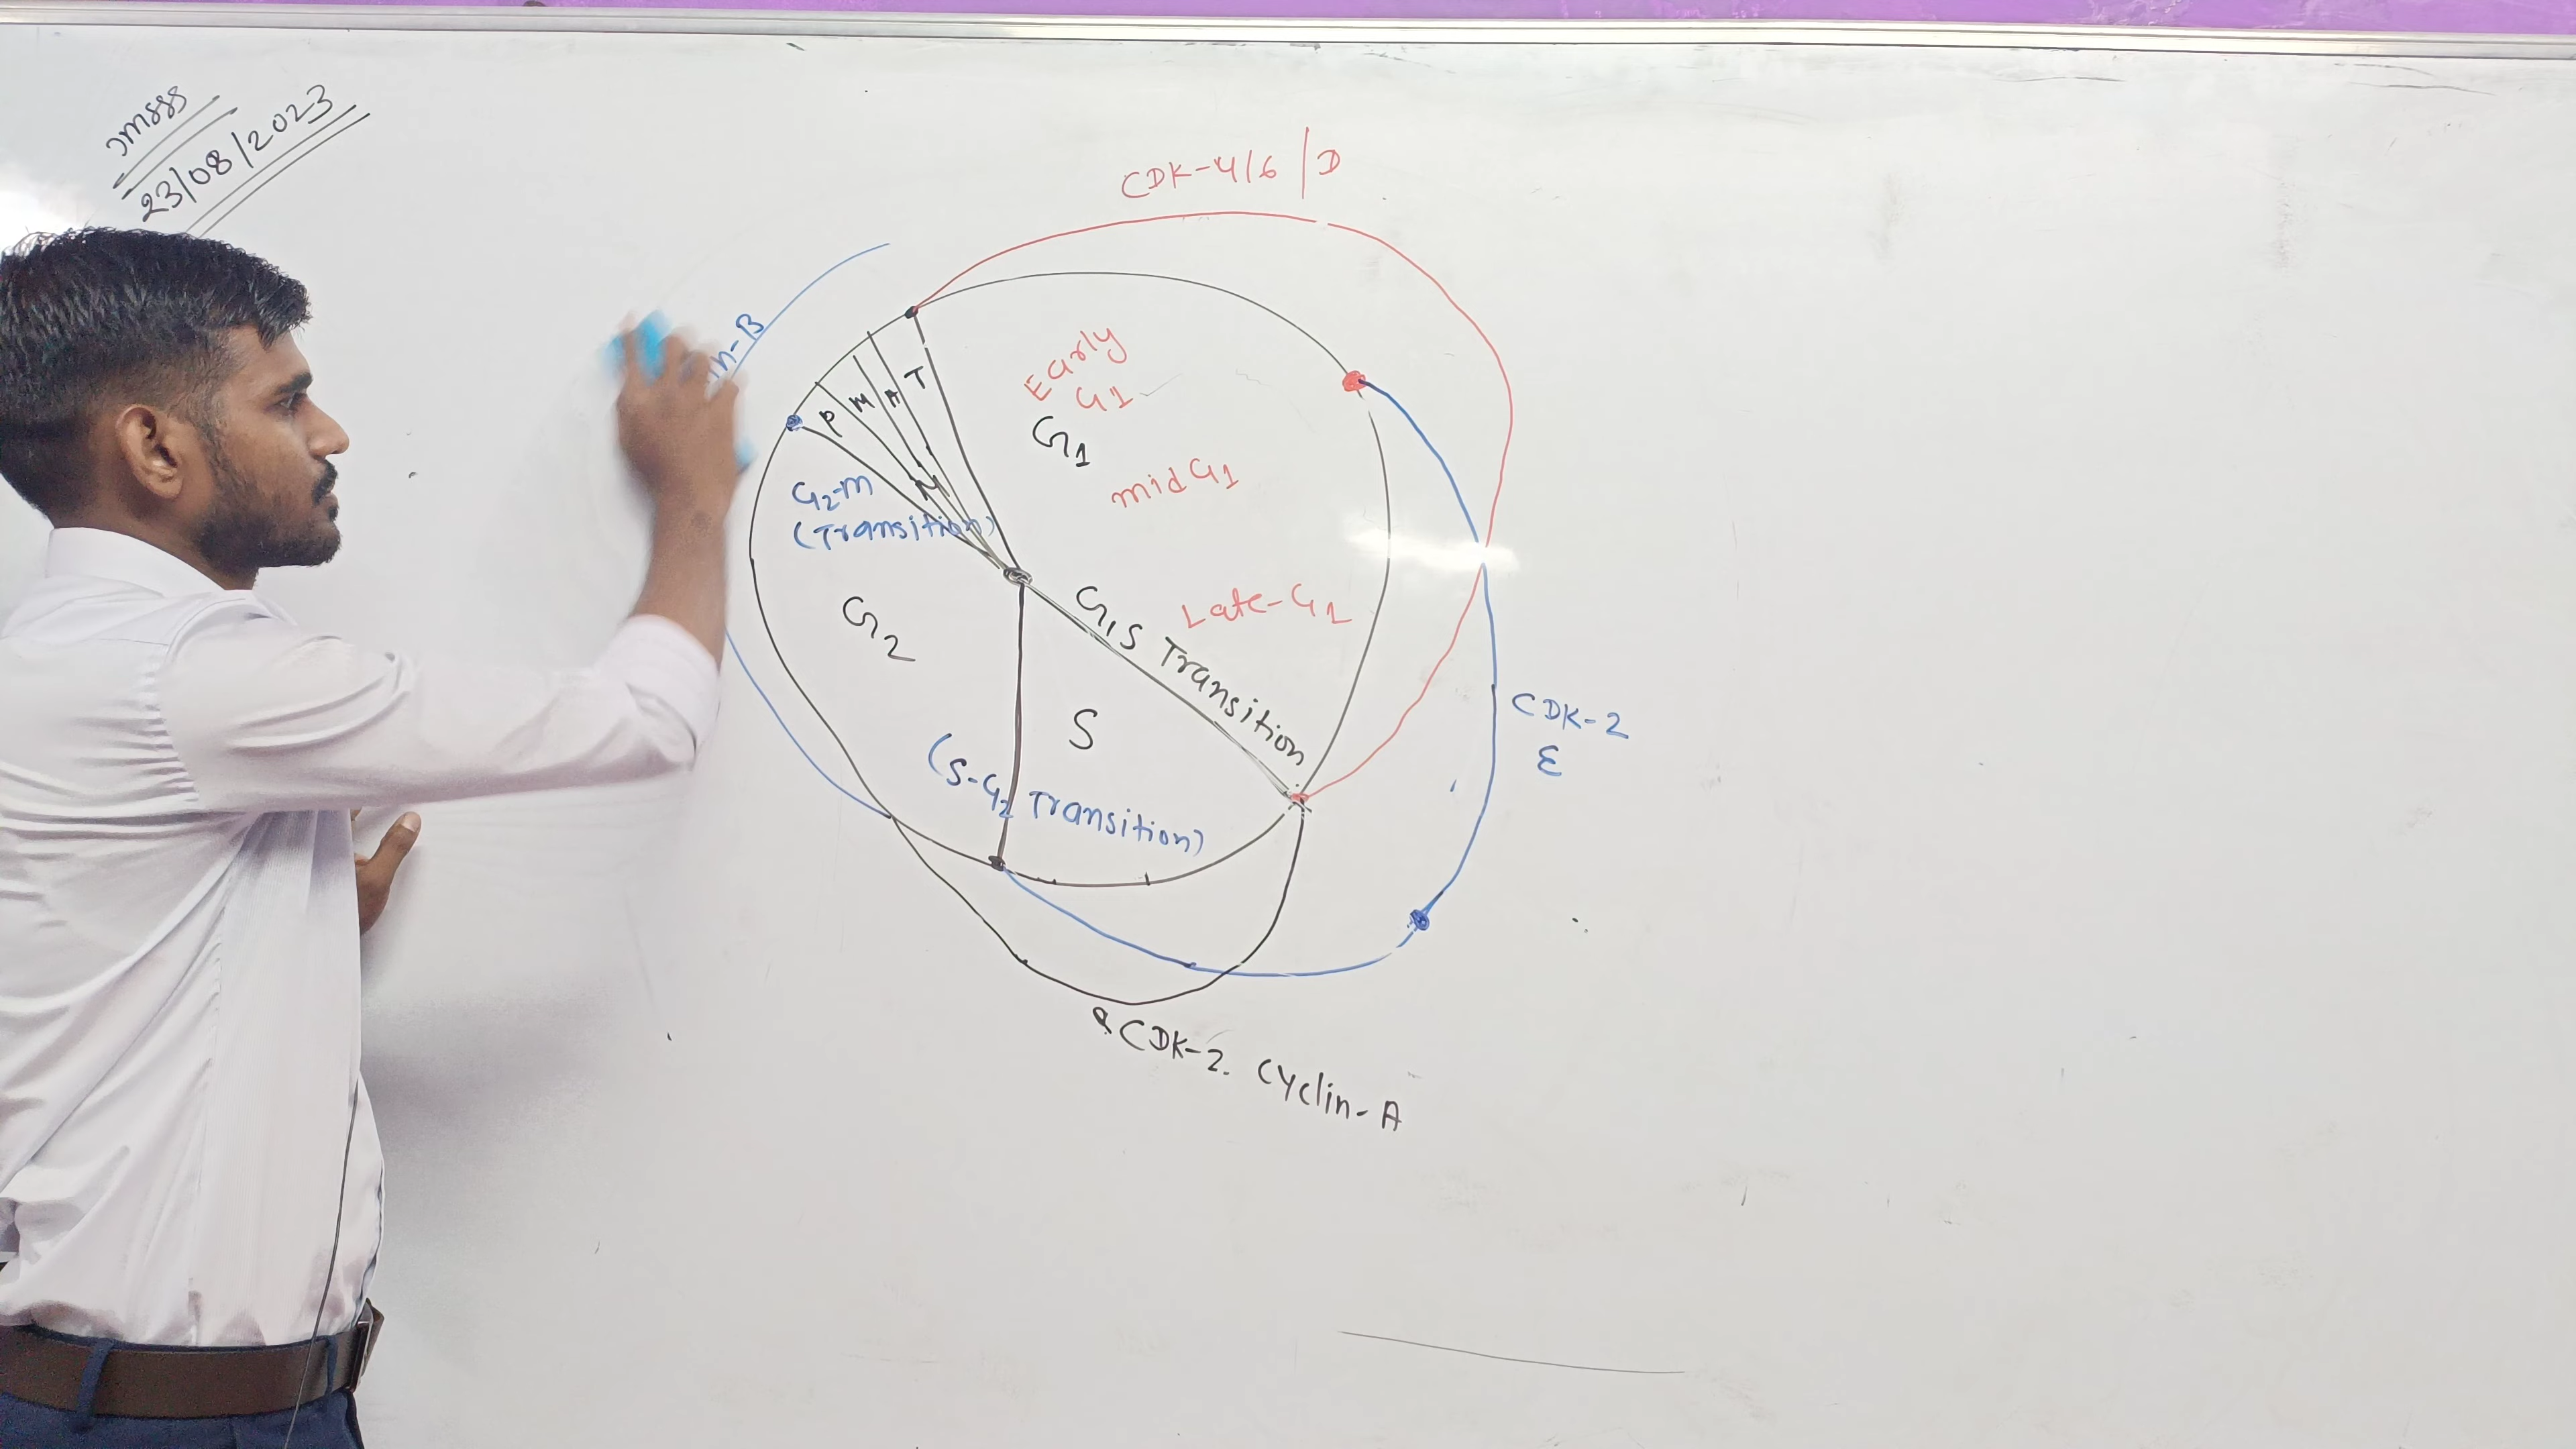 Jmsss
23/08/2023
CDK-4/6 | D
n-B
Early
G1
G1
mid G1
Late-G1
P M A T
M
G2-M
(Transition)
G2
G1S Transition
S
(S-G2 Transition)
CDK-2
E
CDK-2. Cyclin-A